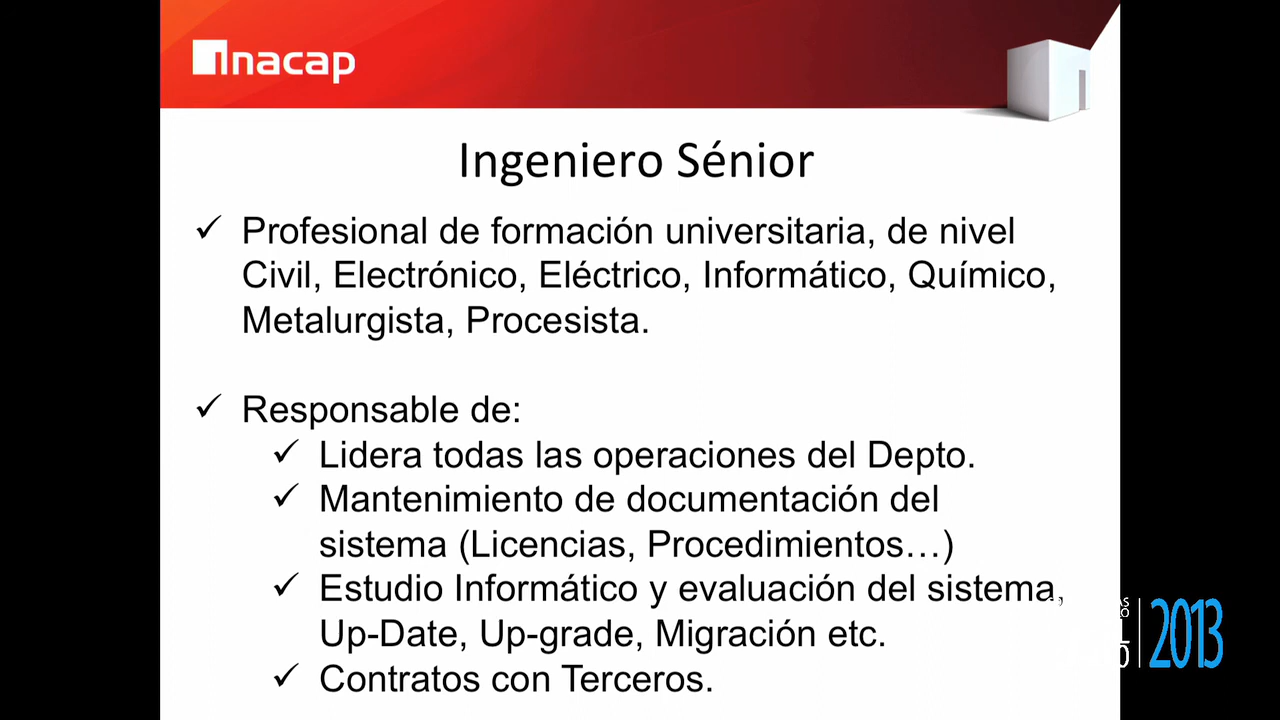 inacap
Ingeniero Sénior
✓ Profesional de formación universitaria, de nivel
Civil, Electrónico, Eléctrico, Informático, Químico,
Metalurgista, Procesista.
✓ Responsable de:
✓ Lidera todas las operaciones del Depto.
✓ Mantenimiento de documentación del
sistema (Licencias, Procedimientos…)
✓ Estudio Informático y evaluación del sistema,
Up-Date, Up-grade, Migración etc.
✓ Contratos con Terceros.
2013